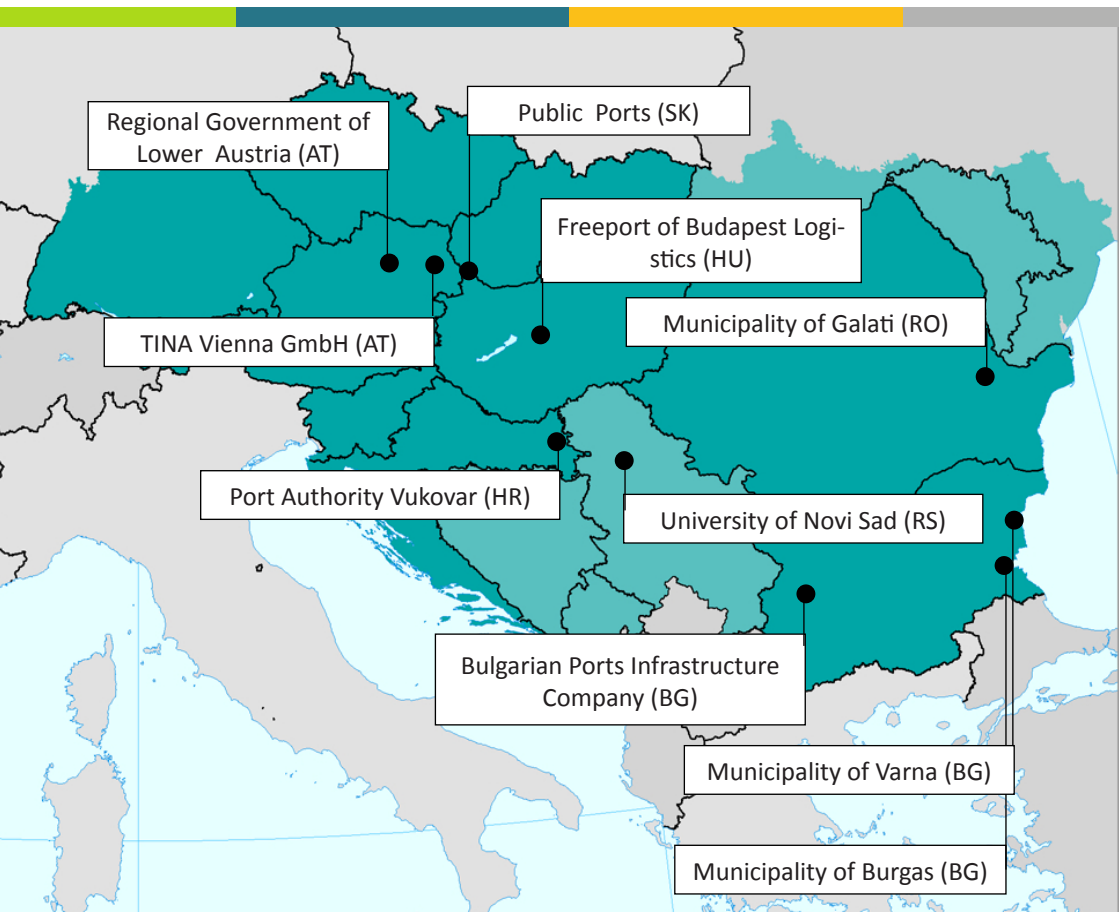 Public Ports (SK)
Regional Government of
Lower Austria (AT)
Freeport of Budapest Logi-
stics (HU)
Municipality of Galati (RO)
TINA Vienna GmbH (AT)
Port Authority Vukovar (HR)
University of Novi Sad (RS)
Bulgarian Ports Infrastructure
Company (BG)
Municipality of Varna (BG)
Municipality of Burgas (BG)